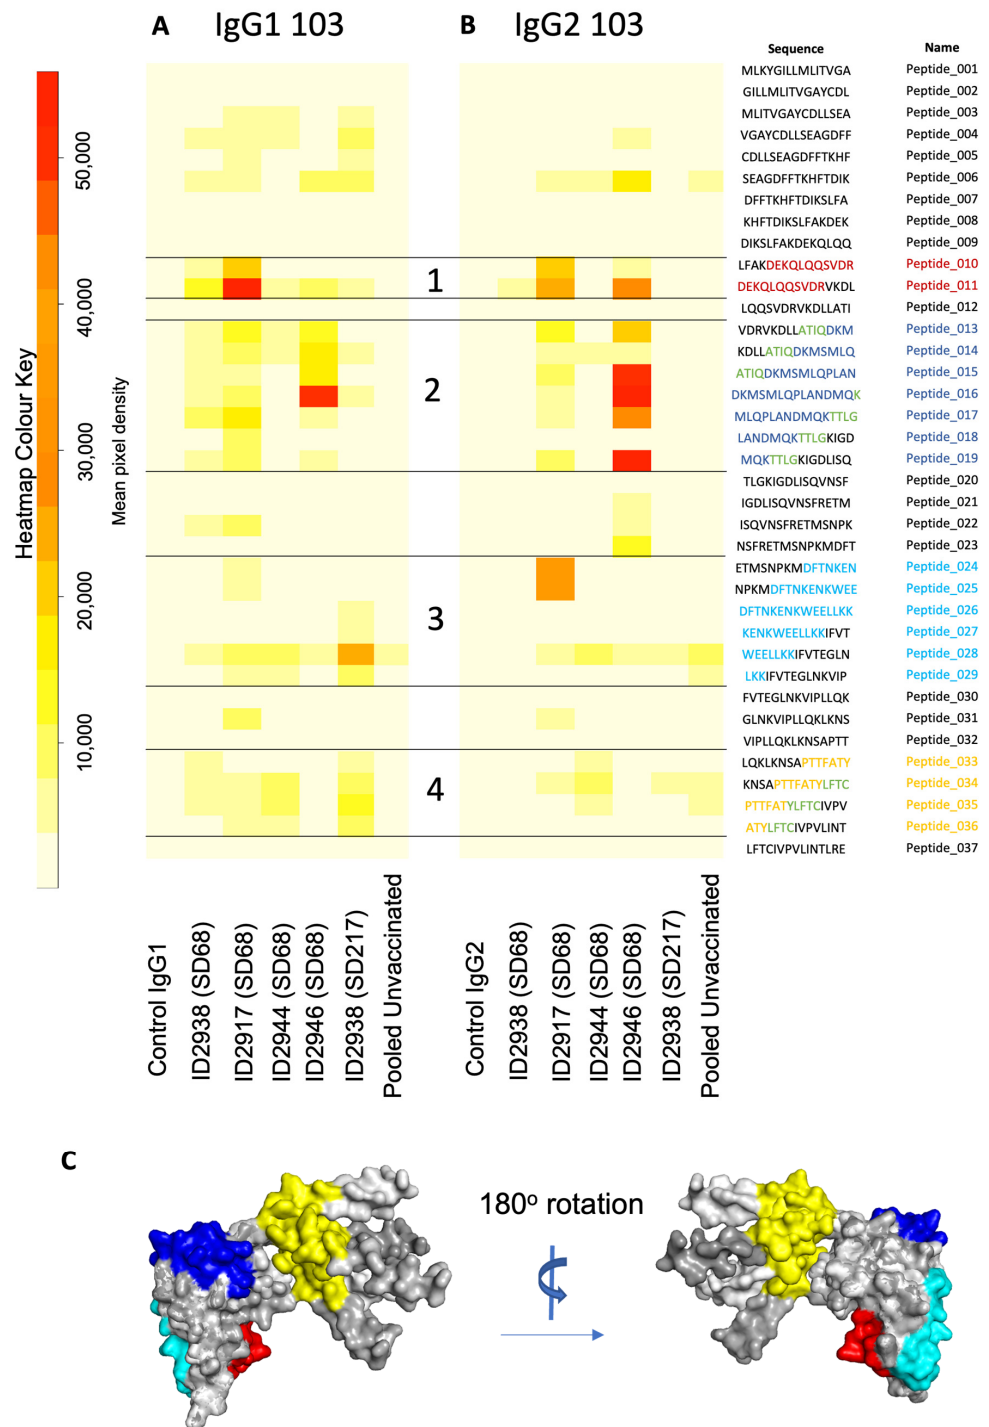 A IgG1 103 B IgG2 103
Sequence Name
MLKYGILLMLITVGA Peptide_001
GILLMLITVGAYCDL Peptide_002
MLITVGAYCDLLSEA Peptide_003
VGAYCDLLSEAGDFF Peptide_004
CDLLSEAGDFFTKHF Peptide_005
SEAGDFFTKHFTDIK Peptide_006
DFFTKHFTDIKSLFA Peptide_007
KHFTDIKSLFAKDEK Peptide_008
DIKSLFAKDEKQLQQ Peptide_009
LFAKDEKQLQQSVDR Peptide_010
DEKQLQQSVDRVKDL Peptide_011
LQQSVDRVKDLLATI Peptide_012
VDRVKDLLATIQDKM Peptide_013
KDLLATIQDKMSMLQ Peptide_014
ATIQDKMSMLQPLAN Peptide_015
DKMSMLQPLANDMQK Peptide_016
MLQPLANDMQKTTLG Peptide_017
LANDMQKTTLGKIGD Peptide_018
MQKTTLGKIGDLISQ Peptide_019
TLGKIGDLISQVNSF Peptide_020
IGDLISQVNSFRETM Peptide_021
ISQVNSFRETMSNPK Peptide_022
NSFRETMSNPKMDFT Peptide_023
ETMSNPKMDFTNKEN Peptide_024
NPKMDFTNKENKWEE Peptide_025
DFTNKENKWEELLKK Peptide_026
KENKWEELLKKIFVT Peptide_027
WEELLKKIFVTEGLN Peptide_028
LKKIFVTEGLNKVIP Peptide_029
FVTEGLNKVIPLLQK Peptide_030
GLNKVIPLLQKLKNS Peptide_031
VIPLLQKLKNSAPTT Peptide_032
LQKLKNSAPTTFATY Peptide_033
KNSAPTTFATYLFTC Peptide_034
PTTFATYLFTCIVPV Peptide_035
ATYLFTCIVPVLINT Peptide_036
LFTCIVPVLINTLRE Peptide_037
1
2
3
4
Heatmap Colour Key
Mean pixel density
50,000
40,000
30,000
20,000
10,000
Control IgG1
ID2938 (SD68)
ID2917 (SD68)
ID2944 (SD68)
ID2946 (SD68)
ID2938 (SD217)
Pooled Unvaccinated
Control IgG2
ID2938 (SD68)
ID2917 (SD68)
ID2944 (SD68)
ID2946 (SD68)
ID2938 (SD217)
Pooled Unvaccinated
C
180º rotation